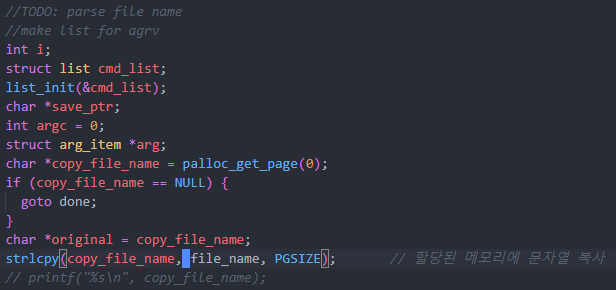 //TODO: parse file name
//make list for agrv
int i;
struct list cmd_list;
list_init(&cmd_list);
char *save_ptr;
int argc = 0;
struct arg_item *arg;
char *copy_file_name = palloc_get_page(0);
if (copy_file_name == NULL) {
  goto done;
}
char *original = copy_file_name;
strlcpy(copy_file_name, file_name, PGSIZE);       // 할당된 메모리에 문자열 복사
// printf("%s\n", copy_file_name);